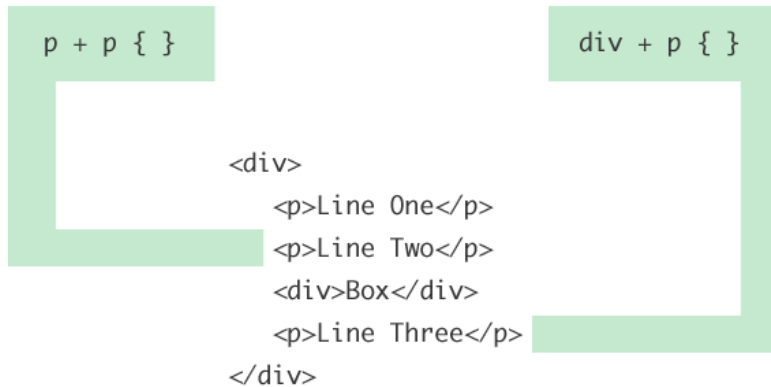 p + p { }
div + p { }
<div>
<p>Line One</p>
<p>Line Two</p>
<div>Box</div>
<p>Line Three</p>
</div>